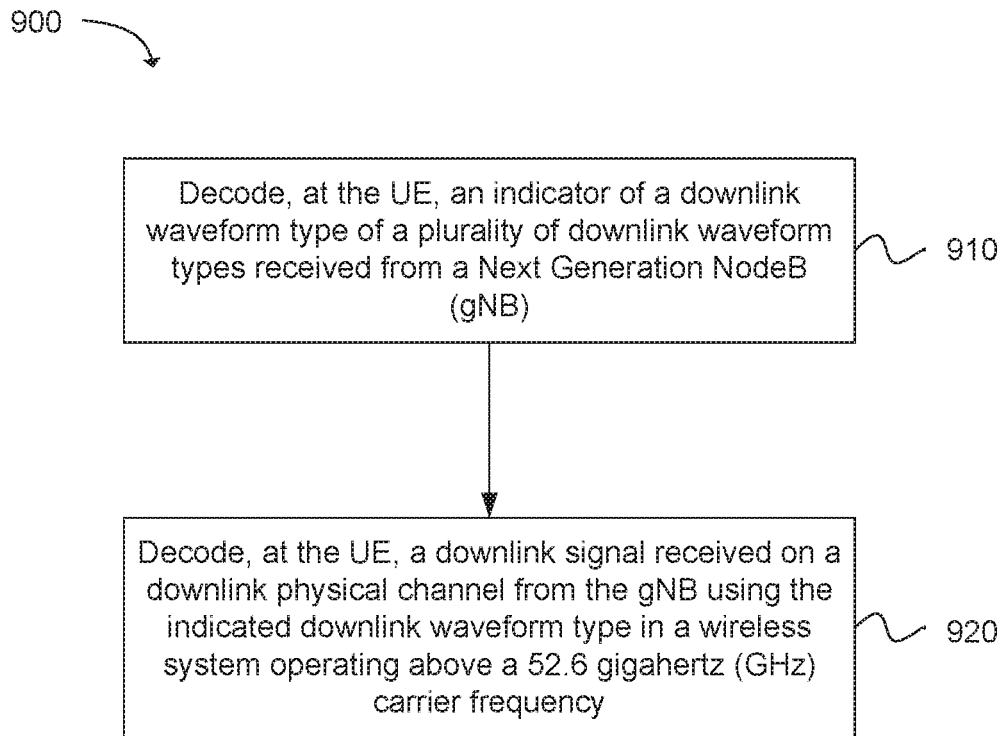 900
Decode, at the UE, an indicator of a downlink
waveform type of a plurality of downlink waveform
types received from a Next Generation NodeB
(gNB)
910
Decode, at the UE, a downlink signal received on a
downlink physical channel from the gNB using the
indicated downlink waveform type in a wireless
system operating above a 52.6 gigahertz (GHz)
carrier frequency
920